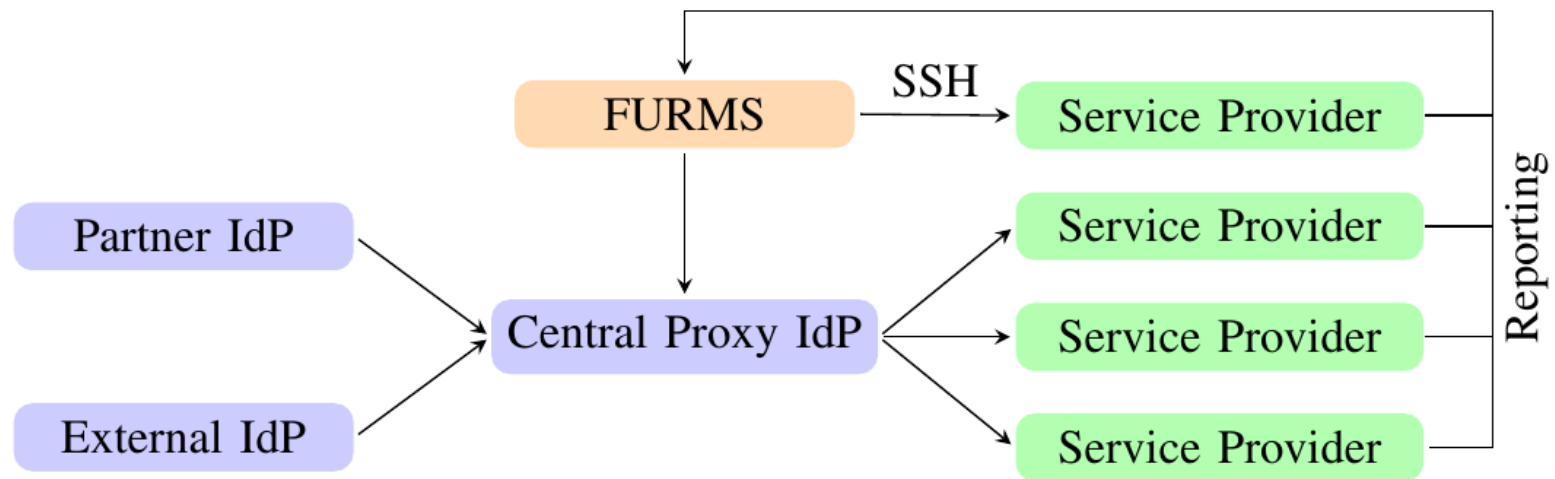 SSH
FURMS
Service Provider
Partner IdP
Service Provider
Reporting
Central Proxy IdP
Service Provider
External IdP
Service Provider